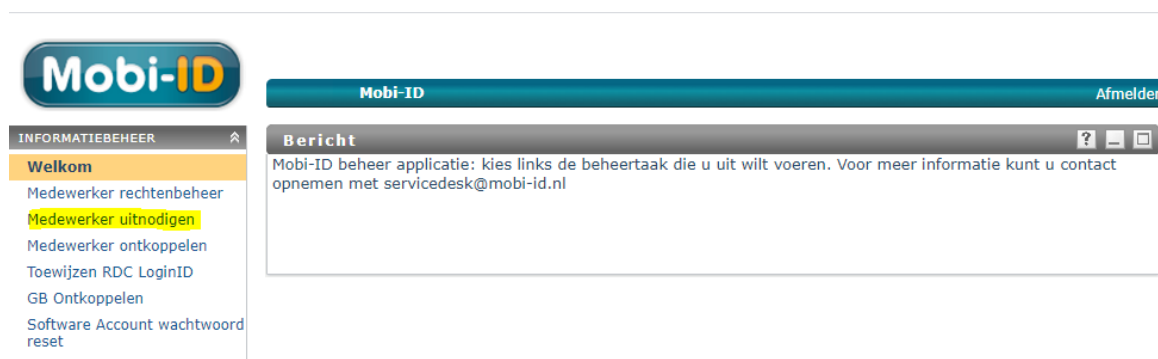 Mobi-ID
Mobi-ID
Afmelden
INFORMATIEBEHEER
Bericht
?
Welkom
Medewerker rechtenbeheer
Medewerker uitnodigen
Medewerker ontkoppelen
Toewijzen RDC LoginID
GB Ontkoppelen
Software Account wachtwoord
reset
Mobi-ID beheer applicatie: kies links de beheertaak die u uit wilt voeren. Voor meer informatie kunt u contact
opnemen met servicedesk@mobi-id.nl